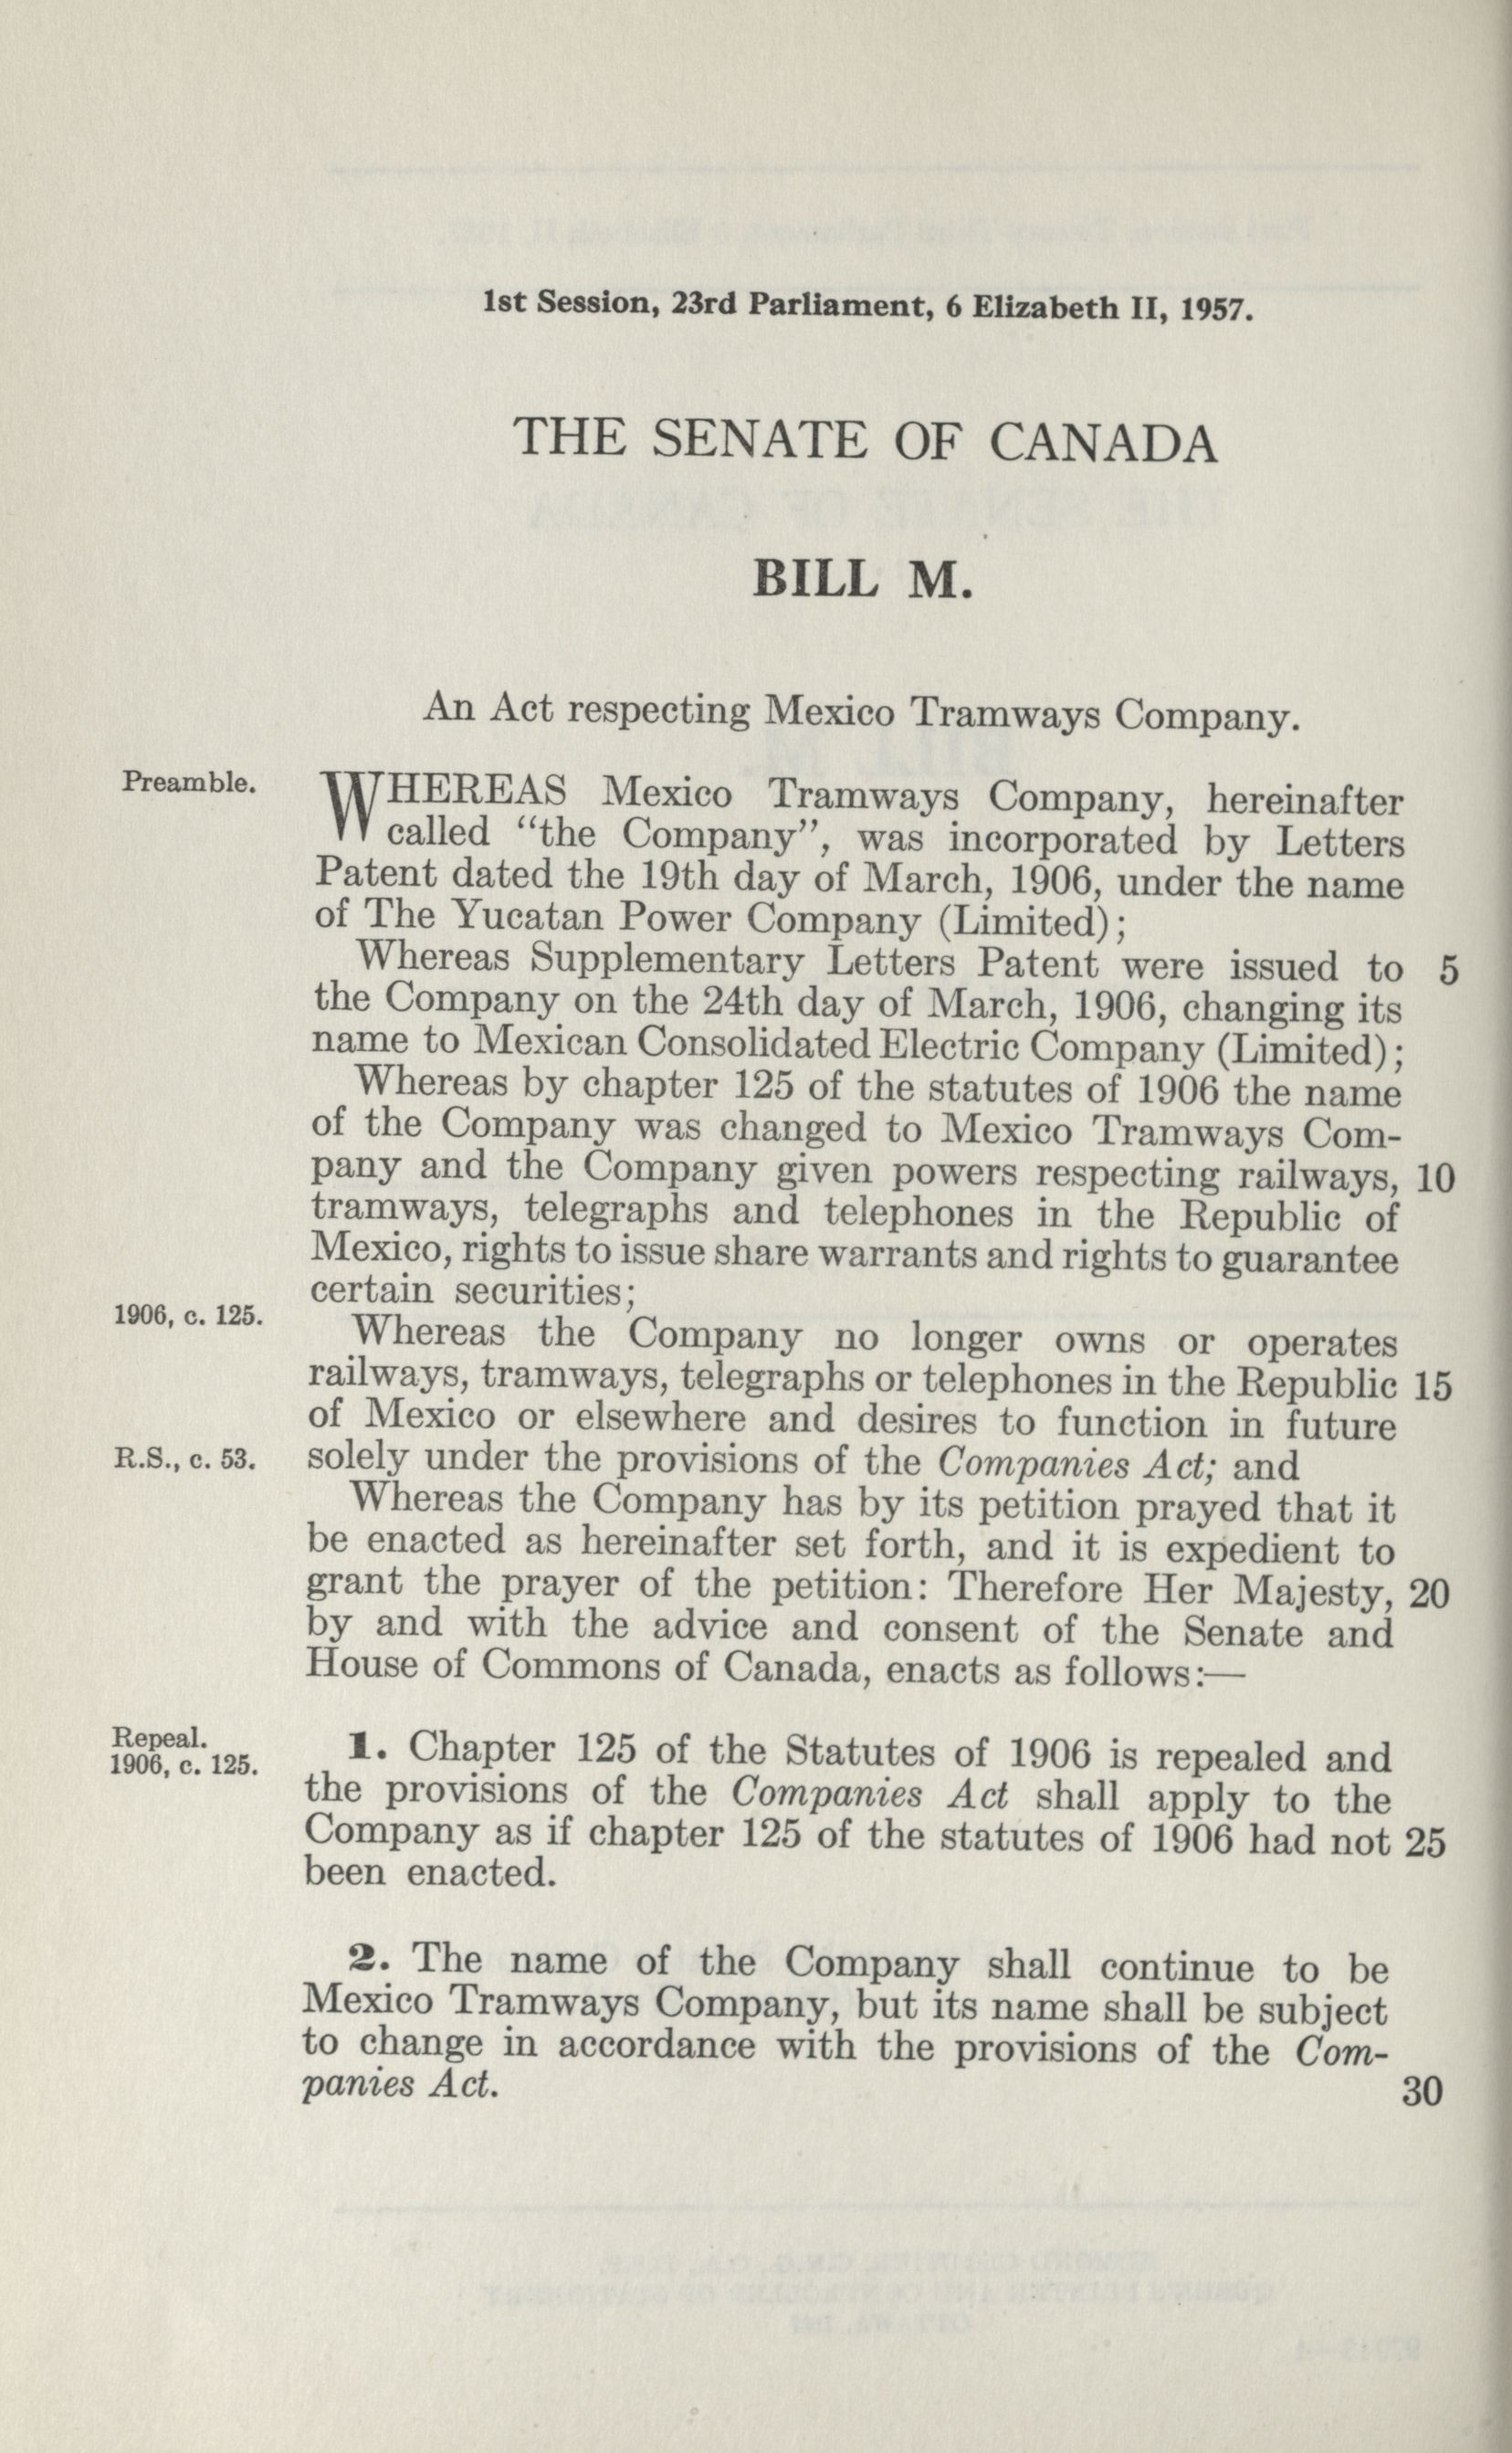 1st Session, 23rd Parliament, 6 Elizabeth II, 1957.
THE SENATE OF CANADA
BILL M.
An Act respecting Mexico Tramways Company.
Preamble.
WHEREAS Mexico Tramways Company, hereinafter
called “the Company”, was incorporated by Letters
Patent dated the 19th day of March, 1906, under the name
of The Yucatan Power Company (Limited);
Whereas Supplementary Letters Patent were issued to 5
the Company on the 24th day of March, 1906, changing its
name to Mexican Consolidated Electric Company (Limited);
Whereas by chapter 125 of the statutes of 1906 the name
of the Company was changed to Mexico Tramways Com-
pany and the Company given powers respecting railways, 10
tramways, telegraphs and telephones in the Republic of
Mexico, rights to issue share warrants and rights to guarantee
certain securities;
1906, c. 125.
Whereas the Company no longer owns or operates
railways, tramways, telegraphs or telephones in the Republic 15
of Mexico or elsewhere and desires to function in future
R.S., c. 53.
solely under the provisions of the Companies Act; and
Whereas the Company has by its petition prayed that it
be enacted as hereinafter set forth, and it is expedient to
grant the prayer of the petition: Therefore Her Majesty, 20
by and with the advice and consent of the Senate and
House of Commons of Canada, enacts as follows:—
Repeal.
1906, c. 125.
1. Chapter 125 of the Statutes of 1906 is repealed and
the provisions of the Companies Act shall apply to the
Company as if chapter 125 of the statutes of 1906 had not 25
been enacted.
2. The name of the Company shall continue to be
Mexico Tramways Company, but its name shall be subject
to change in accordance with the provisions of the Com-
panies Act. 30